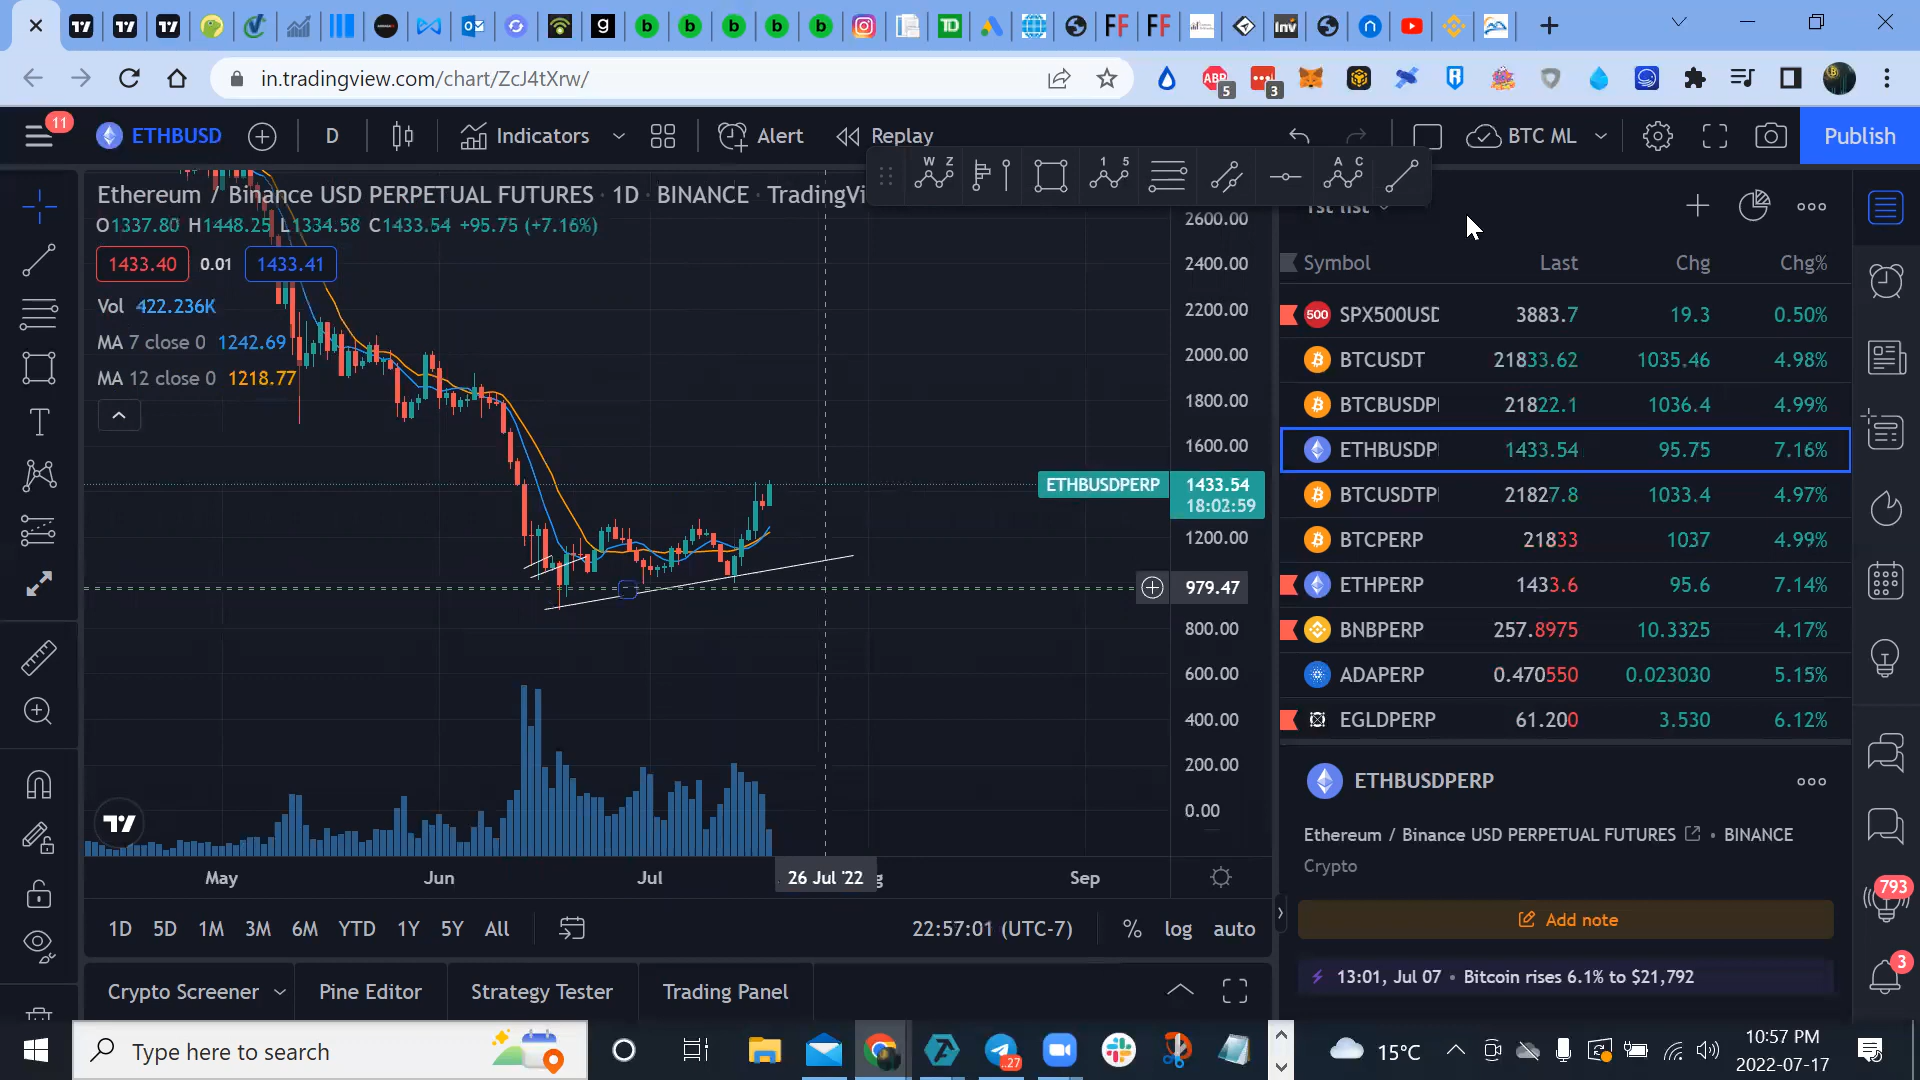 in.tradingview.com/chart/ZcJ4tXrw/
5
3
11
ETHBUSD
D
Indicators
Alert
Replay
BTC ML
Publish
W Z
1 5
A C
Ethereum / Binance USD PERPETUAL FUTURES · 1D · BINANCE · TradingVi
O1337.80 H1448.25 L1334.58 C1433.54 +95.75 (+7.16%)
1433.40 0.01 1433.41
Vol 422.236K
MA 7 close 0 1242.69
MA 12 close 0 1218.77
2600.00
2400.00
2200.00
2000.00
1800.00
1600.00
ETHBUSDPERP 1433.54
18:02:59
1200.00
979.47
800.00
600.00
400.00
200.00
0.00
May Jun Jul 26 Jul '22 Sep
1D 5D 1M 3M 6M YTD 1Y 5Y All
22:57:01 (UTC-7) % log auto
Crypto Screener Pine Editor Strategy Tester Trading Panel
1st list
Symbol Last Chg Chg%
500 SPX500USD 3883.7 19.3 0.50%
BTCUSDT 21833.62 1035.46 4.98%
BTCBUSDP 21822.1 1036.4 4.99%
ETHBUSDP 1433.54 95.75 7.16%
BTCUSDTP 21827.8 1033.4 4.97%
BTCPERP 21833 1037 4.99%
ETHPERP 1433.6 95.6 7.14%
BNBPERP 257.8975 10.3325 4.17%
ADAPERP 0.470550 0.023030 5.15%
EGLDPERP 61.200 3.530 6.12%
ETHBUSDPERP
Ethereum / Binance USD PERPETUAL FUTURES • BINANCE
Crypto
Add note
13:01, Jul 07 • Bitcoin rises 6.1% to $21,792
793
3
Type here to search
27
15°C
10:57 PM
2022-07-17